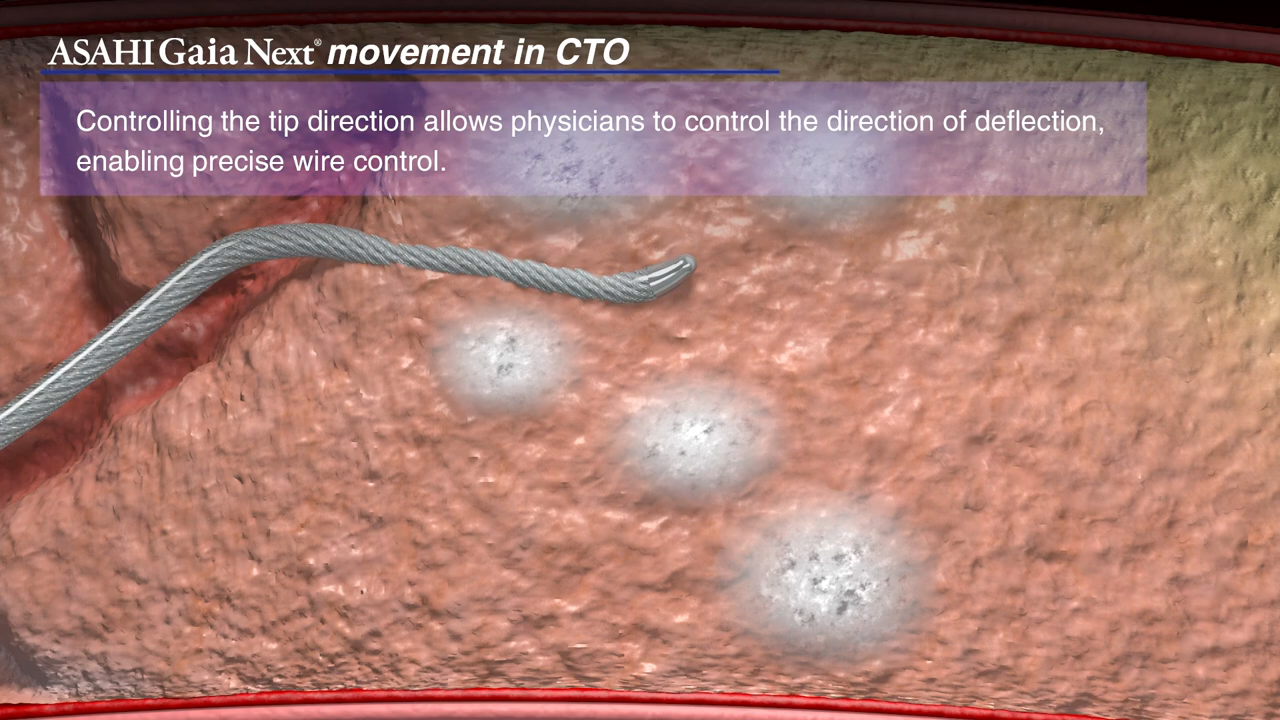 ASAHI Gaia Next® movement in CTO
Controlling the tip direction allows physicians to control the direction of deflection,
enabling precise wire control.